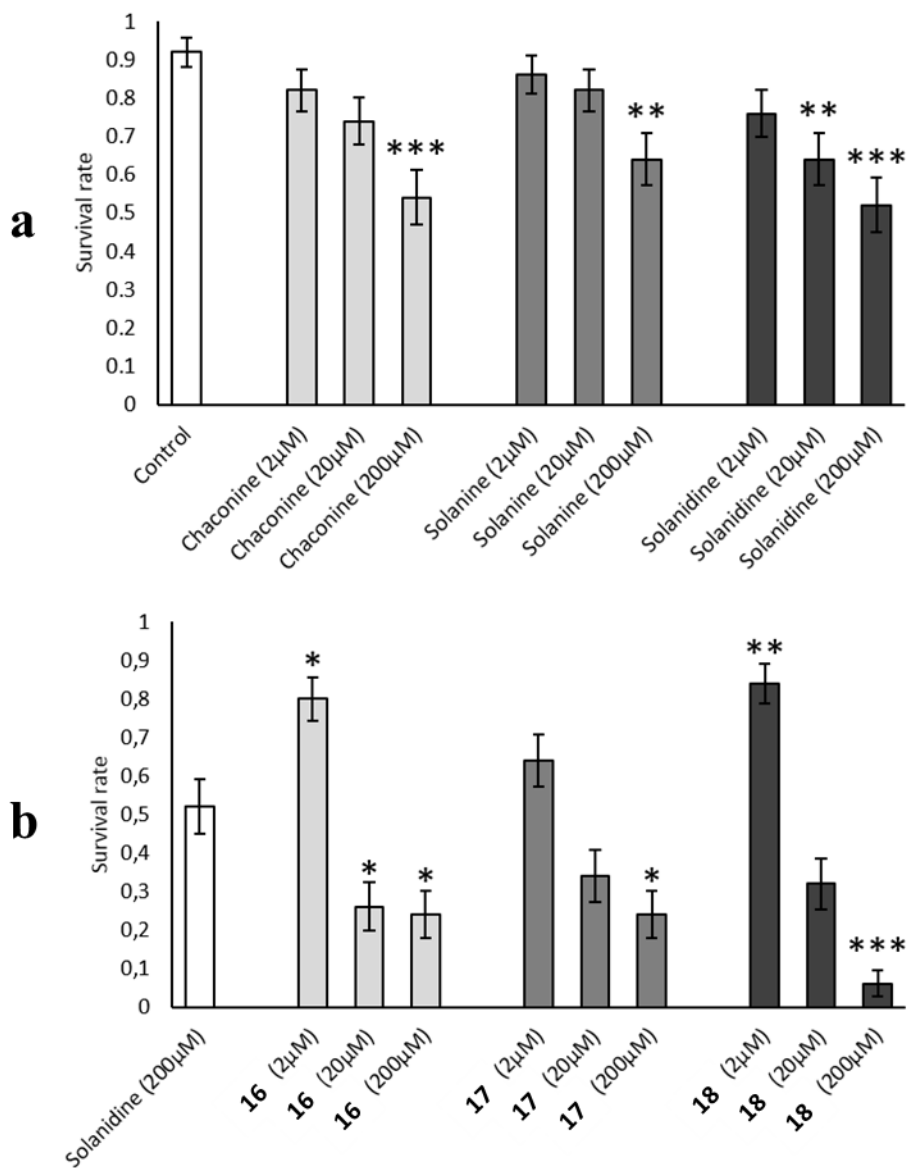 1
0.9
0.8
0.7
0.6
0.5
0.4
0.3
0.2
0.1
0
Survival rate
a
***
**
**
***
Control
Chaconine (2μM)
Chaconine (20μM)
Chaconine (200μM)
Solanine (2μM)
Solanine (20μM)
Solanine (200μM)
Solanidine (2μM)
Solanidine (20μM)
Solanidine (200μM)
1
0,9
0,8
0,7
0,6
0,5
0,4
0,3
0,2
0,1
0
Survival rate
b
*
*
*
*
**
***
Solanidine (200μM)
16 (2μM)
16 (20μM)
16 (200μM)
17 (2μM)
17 (20μM)
17 (200μM)
18 (2μM)
18 (20μM)
18 (200μM)